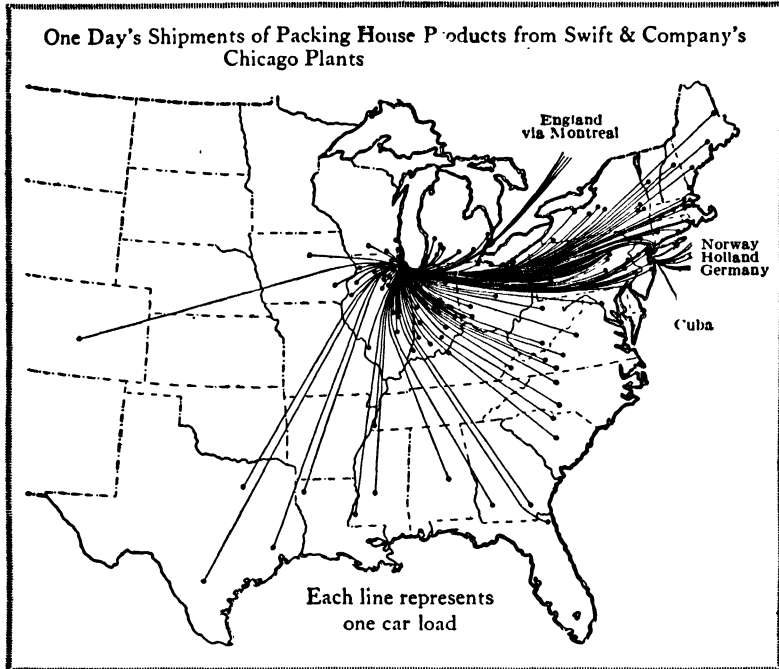 One Day's Shipments of Packing House Products from Swift & Company's
Chicago Plants
England
via Montreal
Norway
Holland
Germany
Cuba
Each line represents
one car load